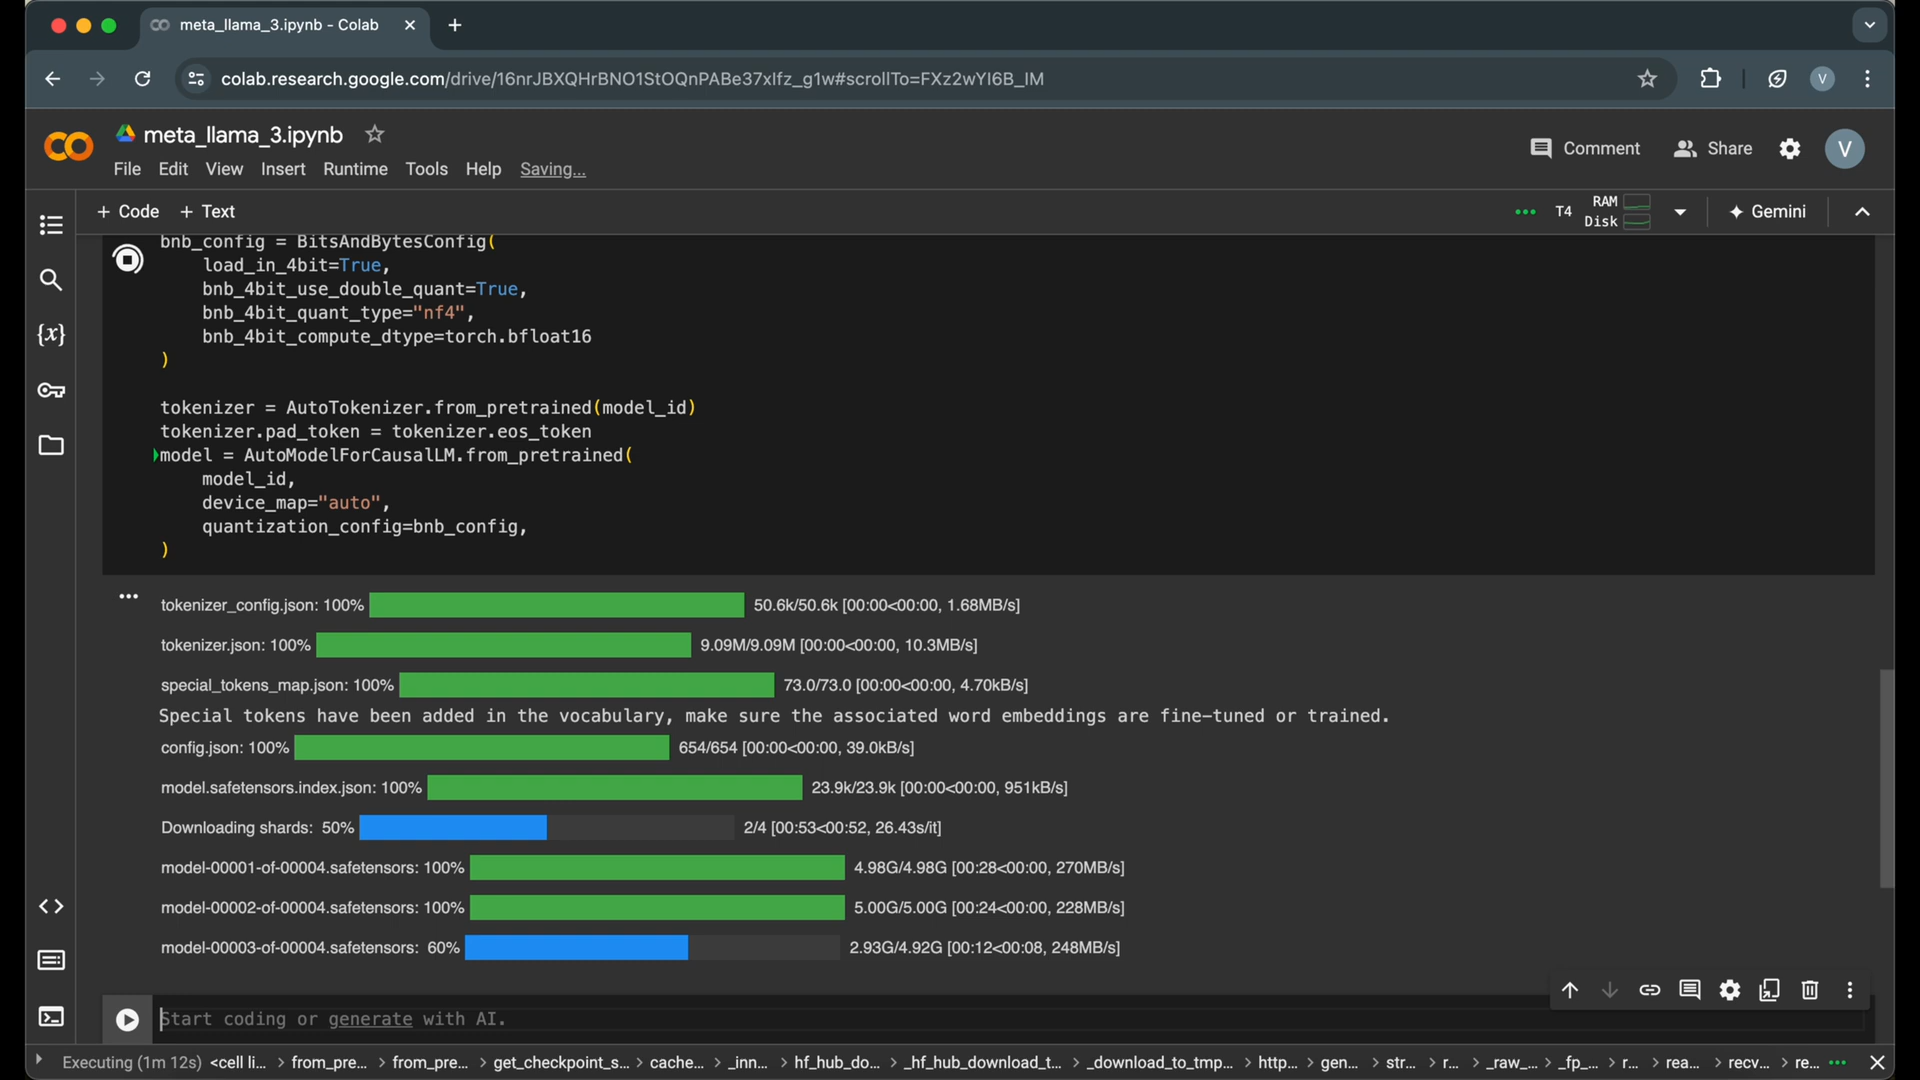 meta_llama_3.ipynb - Colab
colab.research.google.com/drive/16nrJBXQHrBNO1StOQnPABe37xIfz_g1w#scrollTo=FXz2wYI6B_IM
V
meta_llama_3.ipynb
File Edit View Insert Runtime Tools Help Saving...
Comment Share V
+ Code + Text
T4 RAM Disk Gemini
bnb_config = BitsAndBytesConfig(
load_in_4bit=True,
bnb_4bit_use_double_quant=True,
bnb_4bit_quant_type="nf4",
bnb_4bit_compute_dtype=torch.bfloat16
)
tokenizer = AutoTokenizer.from_pretrained(model_id)
tokenizer.pad_token = tokenizer.eos_token
model = AutoModelForCausalLM.from_pretrained(
model_id,
device_map="auto",
quantization_config=bnb_config,
)
tokenizer_config.json: 100% 50.6k/50.6k [00:00<00:00, 1.68MB/s]
tokenizer.json: 100% 9.09M/9.09M [00:00<00:00, 10.3MB/s]
special_tokens_map.json: 100% 73.0/73.0 [00:00<00:00, 4.70kB/s]
Special tokens have been added in the vocabulary, make sure the associated word embeddings are fine-tuned or trained.
config.json: 100% 654/654 [00:00<00:00, 39.0kB/s]
model.safetensors.index.json: 100% 23.9k/23.9k [00:00<00:00, 951kB/s]
Downloading shards: 50% 2/4 [00:53<00:52, 26.43s/it]
model-00001-of-00004.safetensors: 100% 4.98G/4.98G [00:28<00:00, 270MB/s]
model-00002-of-00004.safetensors: 100% 5.00G/5.00G [00:24<00:00, 228MB/s]
model-00003-of-00004.safetensors: 60% 2.93G/4.92G [00:12<00:08, 248MB/s]
Start coding or generate with AI.
Executing (1m 12s) <cell li... > from_pre... > from_pre... > get_checkpoint_s... > cache... > _inn... > hf_hub_do... > _hf_hub_download_t... > _download_to_tmp... > http... > gen... > str... > r... > _raw_... > _fp_... > r... > rea... > recv... > re...